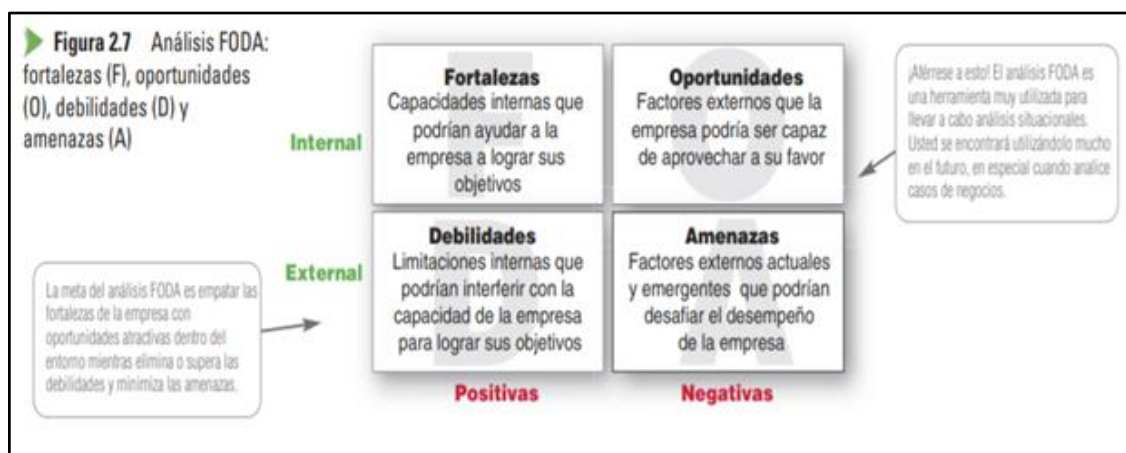 Figura 2.7 Análisis FODA:
fortalezas (F), oportunidades
(O), debilidades (D) y
amenazas (A)
Internal
Fortalezas
Capacidades internas que
podrían ayudar a la
empresa a lograr sus
objetivos
Oportunidades
Factores externos que la
empresa podría ser capaz
de aprovechar a su favor
¡Atérrese a esto! El análisis FODA es
una herramienta muy utilizada para
llevar a cabo análisis situacionales.
Usted se encontrará utilizándolo mucho
en el futuro, en especial cuando analice
casos de negocios.
External
Debilidades
Limitaciones internas que
podrían interferir con la
capacidad de la empresa
para lograr sus objetivos
Amenazas
Factores externos actuales
y emergentes que podrían
desafiar el desempeño
de la empresa
La meta del análisis FODA es empatar las
fortalezas de la empresa con
oportunidades atractivas dentro del
entorno mientras elimina o supera las
debilidades y minimiza las amenazas.
Positivas
Negativas
F
O
D
A